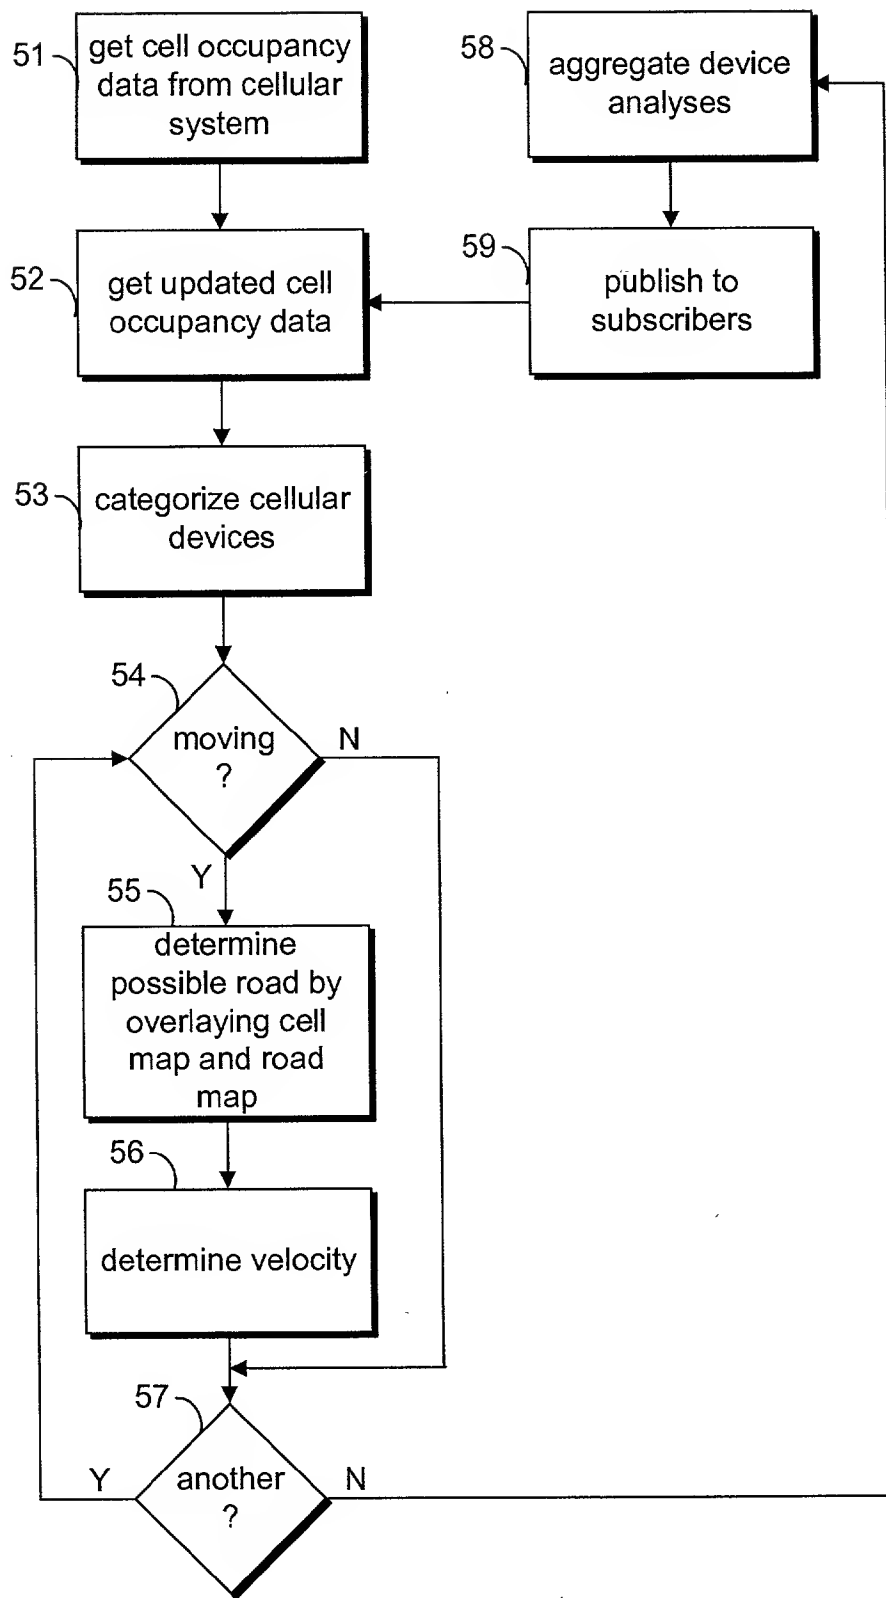 51
get cell occupancy
data from cellular
system
52
get updated cell
occupancy data
53
categorize cellular
devices
54
moving
?
N
Y
55
determine
possible road by
overlaying cell
map and road
map
56
determine velocity
57
another
?
Y
N
58
aggregate device
analyses
59
publish to
subscribers